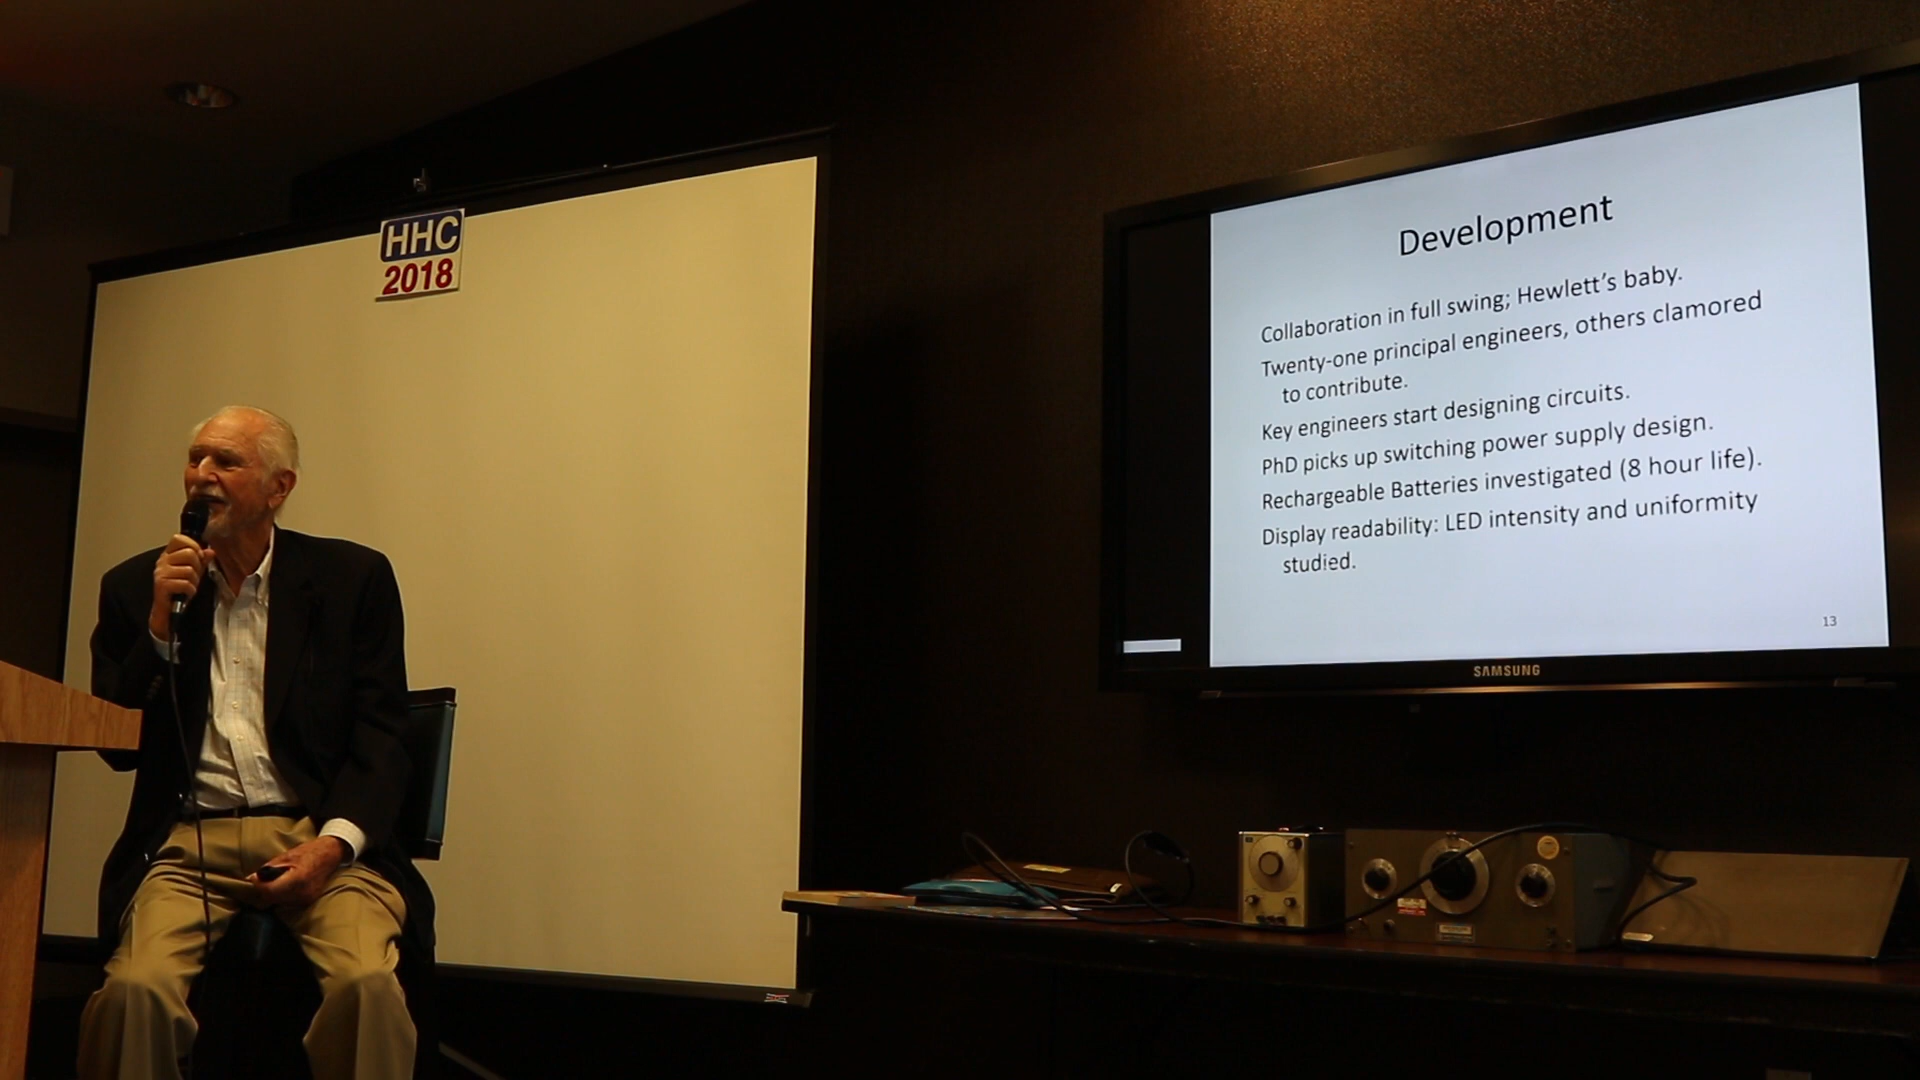 HHC
2018
Development
Collaboration in full swing; Hewlett's baby.
Twenty-one principal engineers, others clamored
to contribute.
Key engineers start designing circuits.
PhD picks up switching power supply design.
Rechargeable Batteries investigated (8 hour life).
Display readability: LED intensity and uniformity
studied.
13
SAMSUNG